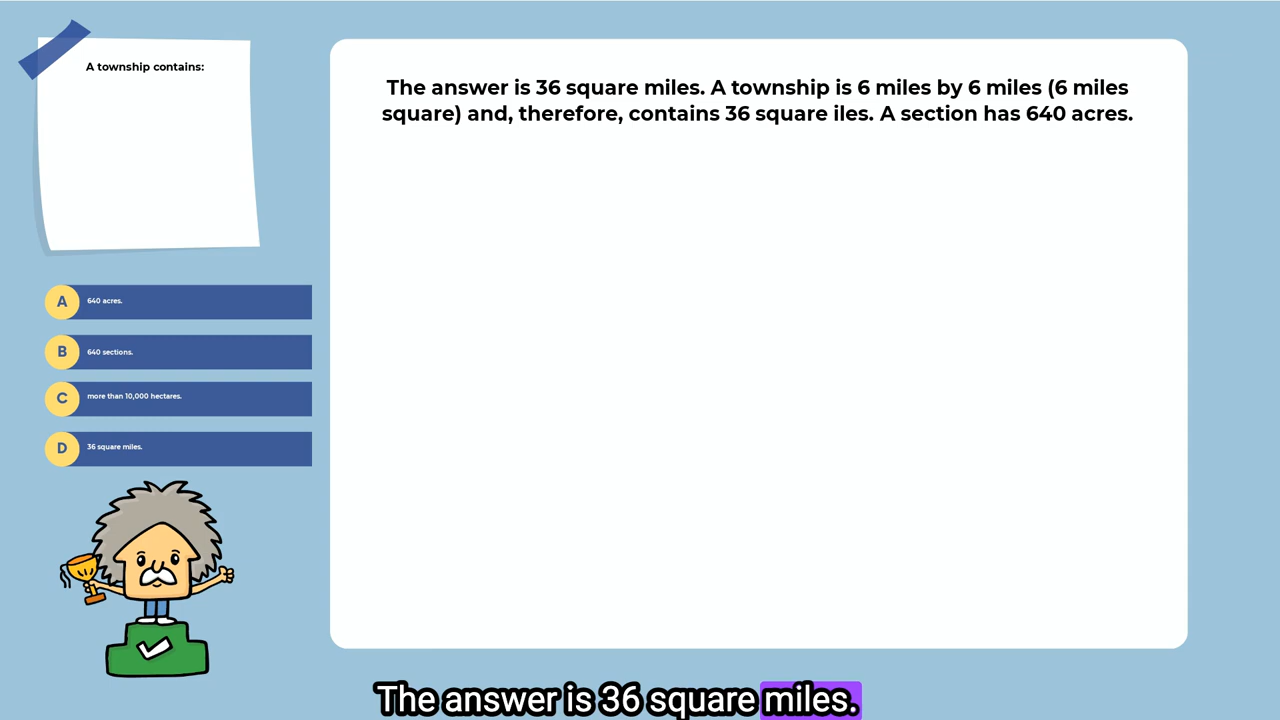 A township contains:
The answer is 36 square miles. A township is 6 miles by 6 miles (6 miles
square) and, therefore, contains 36 square iles. A section has 640 acres.
A 640 acres.
B 640 sections.
C more than 10,000 hectares.
D 36 square miles.
The answer is 36 square miles.